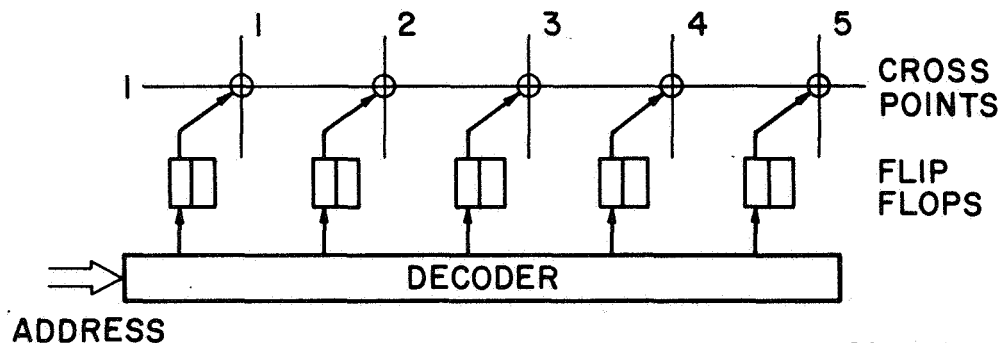 1 2 3 4 5
1
CROSS
POINTS
FLIP
FLOPS
DECODER
ADDRESS